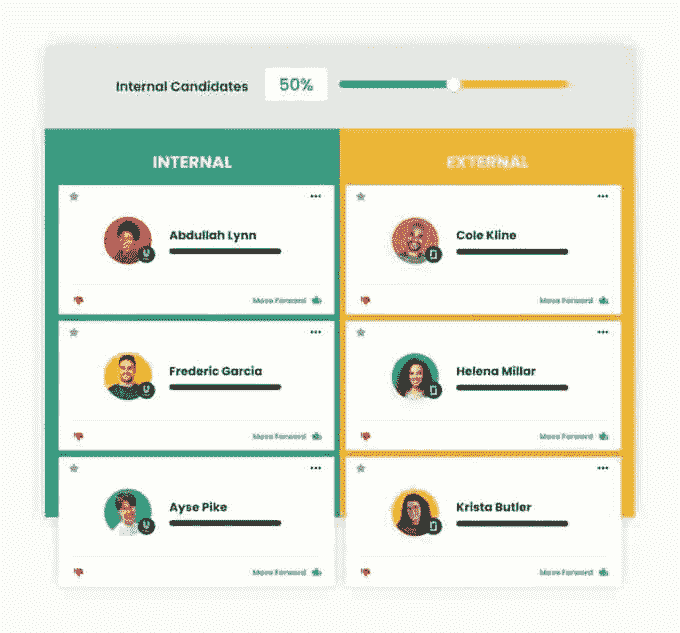 Internal Candidates 50%
INTERNAL
Abdullah Lynn
Move Forward
Frederic Garcia
Move Forward
Ayse Pike
Move Forward
EXTERNAL
Cole Kline
Move Forward
Helena Millar
Move Forward
Krista Butler
Move Forward